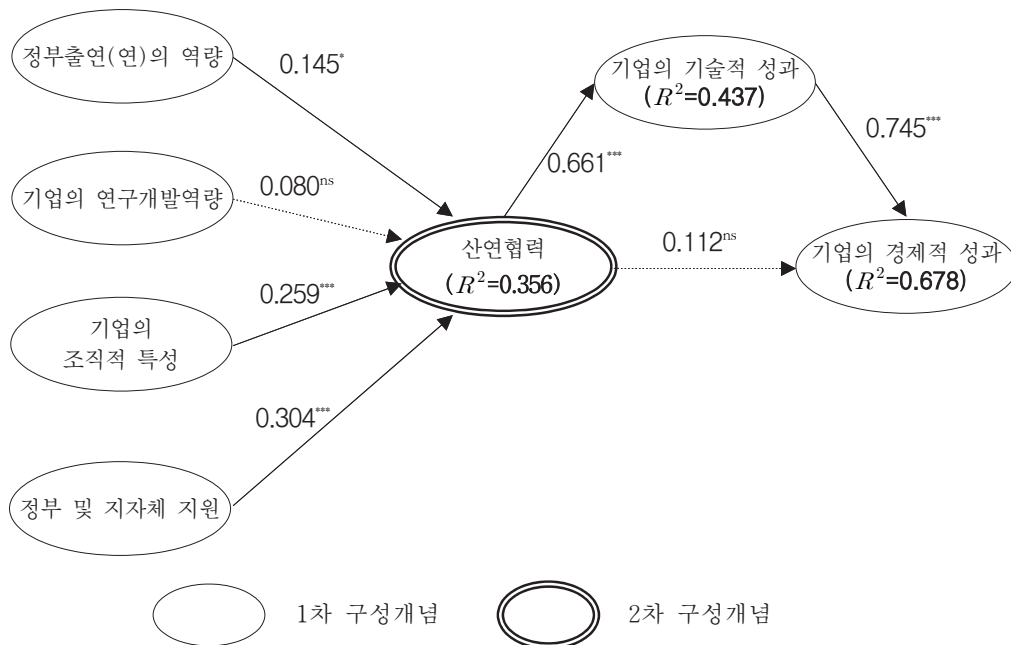 정부출연(연)의 역량
0.145*
기업의 기술적 성과
(R²=0.437)
0.745***
0.661***
기업의 연구개발역량
0.080ns
산연협력
(R²=0.356)
0.112ns
기업의 경제적 성과
(R²=0.678)
기업의
조직적 특성
0.259***
0.304***
정부 및 지자체 지원
1차 구성개념
2차 구성개념